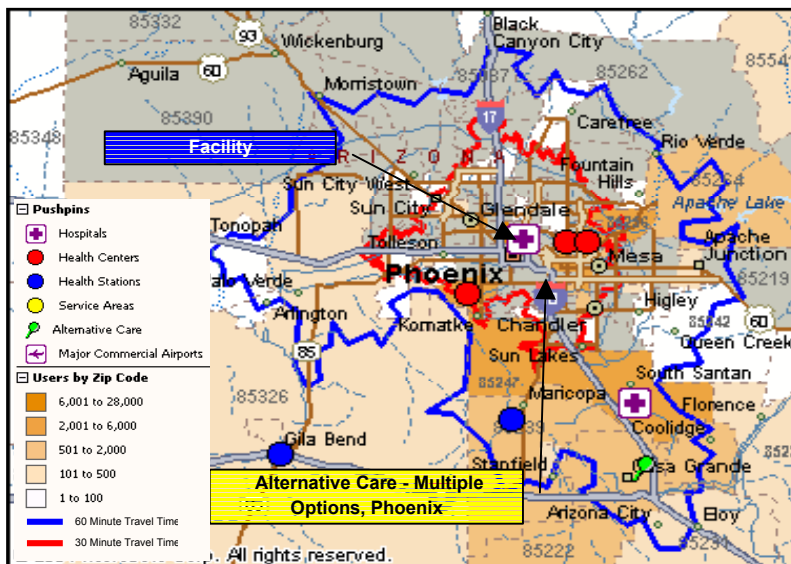 85332
Black
Canyon City
93
Wickenburg
60
Aguila
Morristown
85087
85262
85390
85348
17
Carefree
Rio Verde
Facility
ARIZONA
Fountain
Hills
85264
Sun City West
Sun City
Glendale
Apache Lake
Pushpins
Hospitals
Health Centers
Health Stations
Service Areas
Alternative Care
Major Commercial Airports
Tonopah
Tolleson
Mesa
Apache
Junction
Phoenix
85219
Verde
Arlington
Komatke
Chandler
Higley
60
85
Queen Creek
Sun Lakes
Users by Zip Code
6,001 to 28,000
2,001 to 6,000
501 to 2,000
101 to 500
1 to 100
60 Minute Travel Time
30 Minute Travel Time
85247
South Santan
85326
Maricopa
Florence
Coolidge
Gila Bend
Stanfield
Casa Grande
Alternative Care - Multiple
Options, Phoenix
Arizona City
Eloy
85222
Corp. All rights reserved.